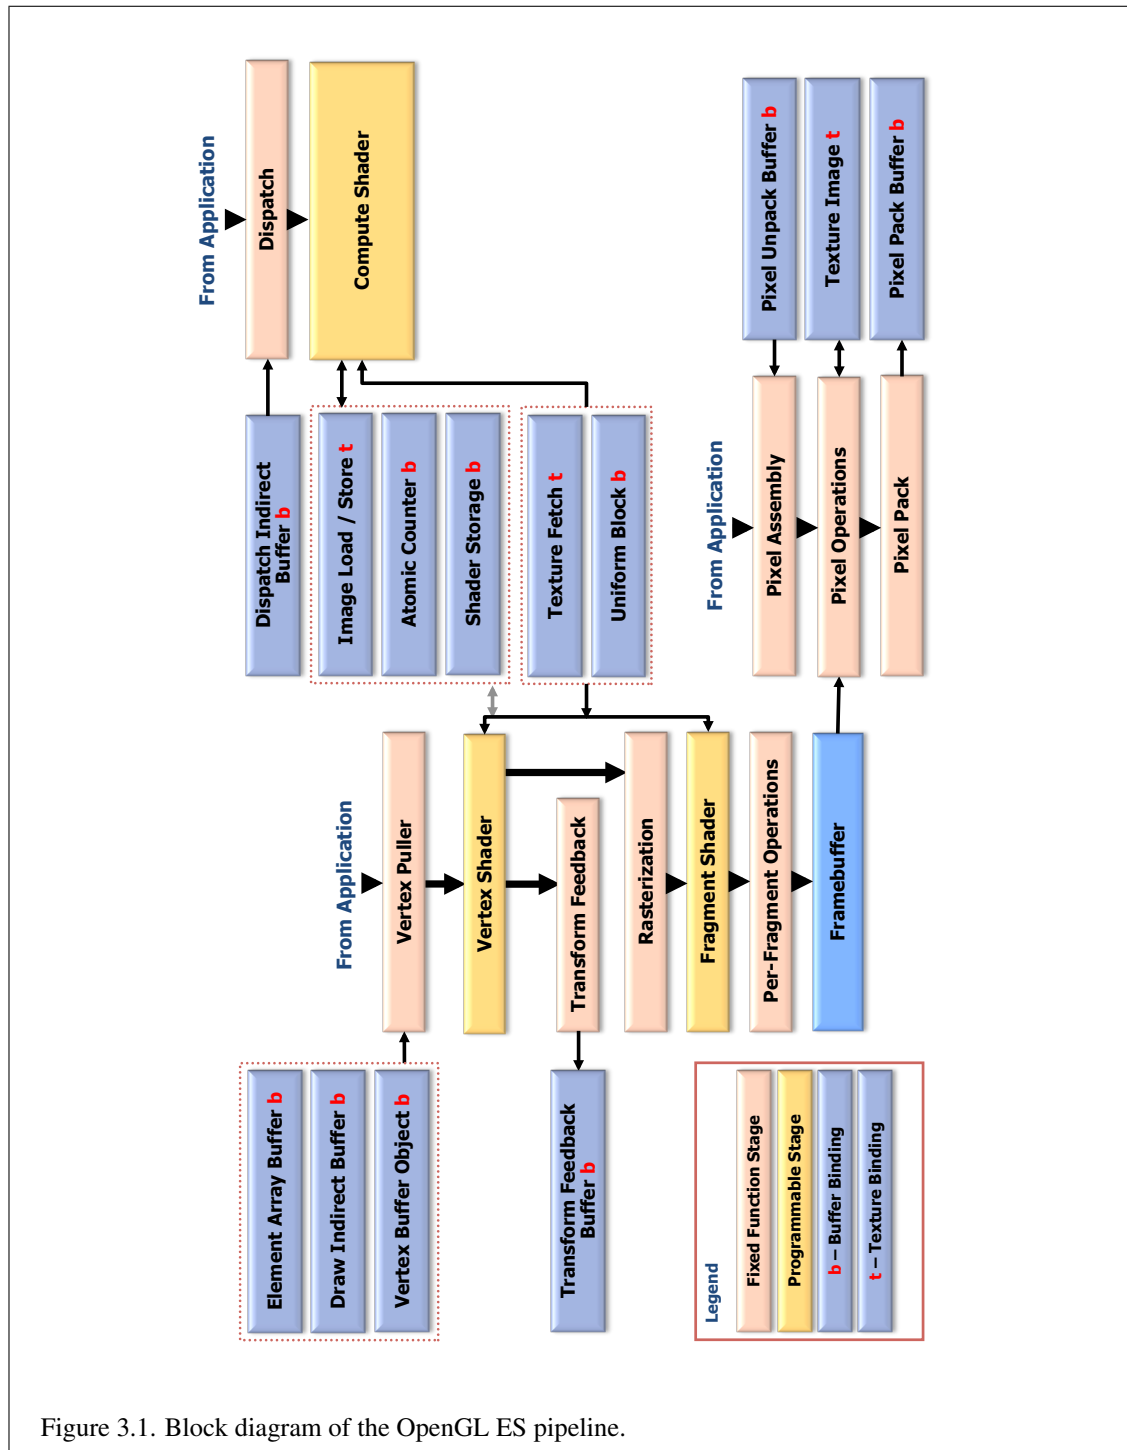 From Application
Element Array Buffer b
Draw Indirect Buffer b
Vertex Buffer Object b
Vertex Puller
Vertex Shader
Transform Feedback
Transform Feedback
Buffer b
Rasterization
Fragment Shader
Per-Fragment Operations
Framebuffer
From Application
Dispatch
Dispatch Indirect
Buffer b
Compute Shader
Image Load / Store t
Atomic Counter b
Shader Storage b
Texture Fetch t
Uniform Block b
From Application
Pixel Assembly
Pixel Operations
Pixel Pack
Pixel Unpack Buffer b
Texture Image t
Pixel Pack Buffer b
Legend
Fixed Function Stage
Programmable Stage
b – Buffer Binding
t – Texture Binding
Figure 3.1. Block diagram of the OpenGL ES pipeline.